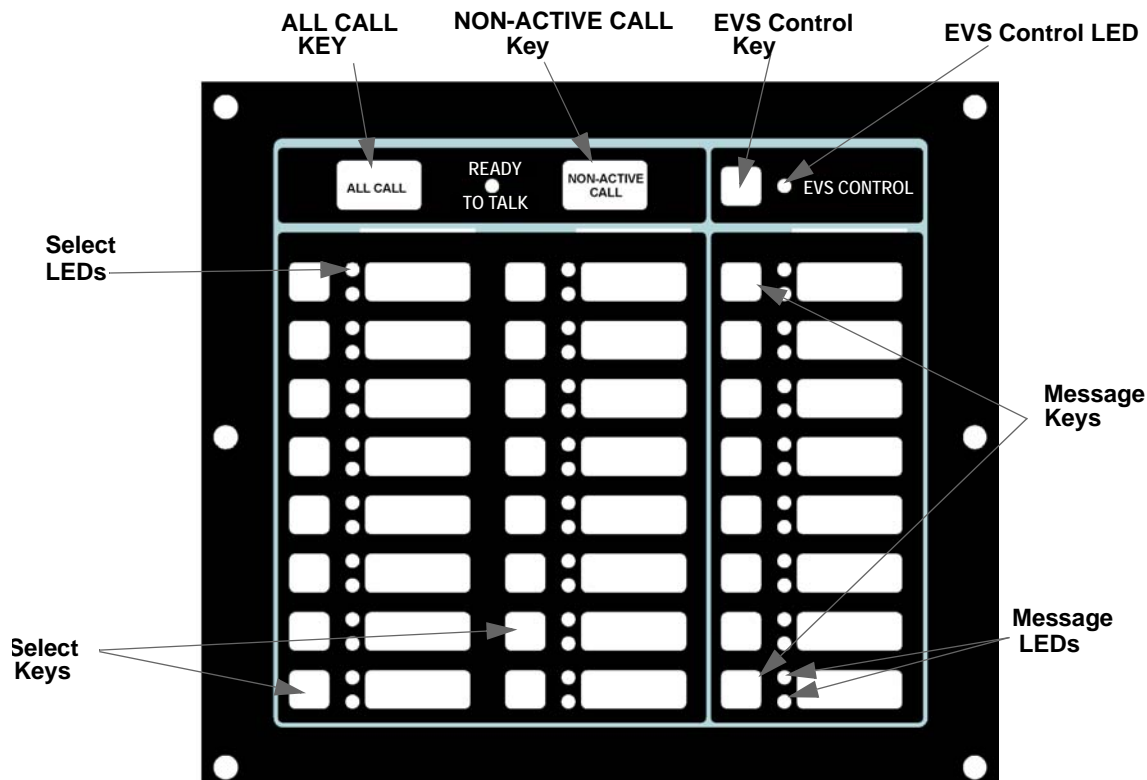 ALL CALL
KEY
NON-ACTIVE CALL
Key
EVS Control
Key
EVS Control LED
ALL CALL
READY
TO TALK
NON-ACTIVE
CALL
EVS CONTROL
Select
LEDs
Message
Keys
Select
Keys
Message
LEDs